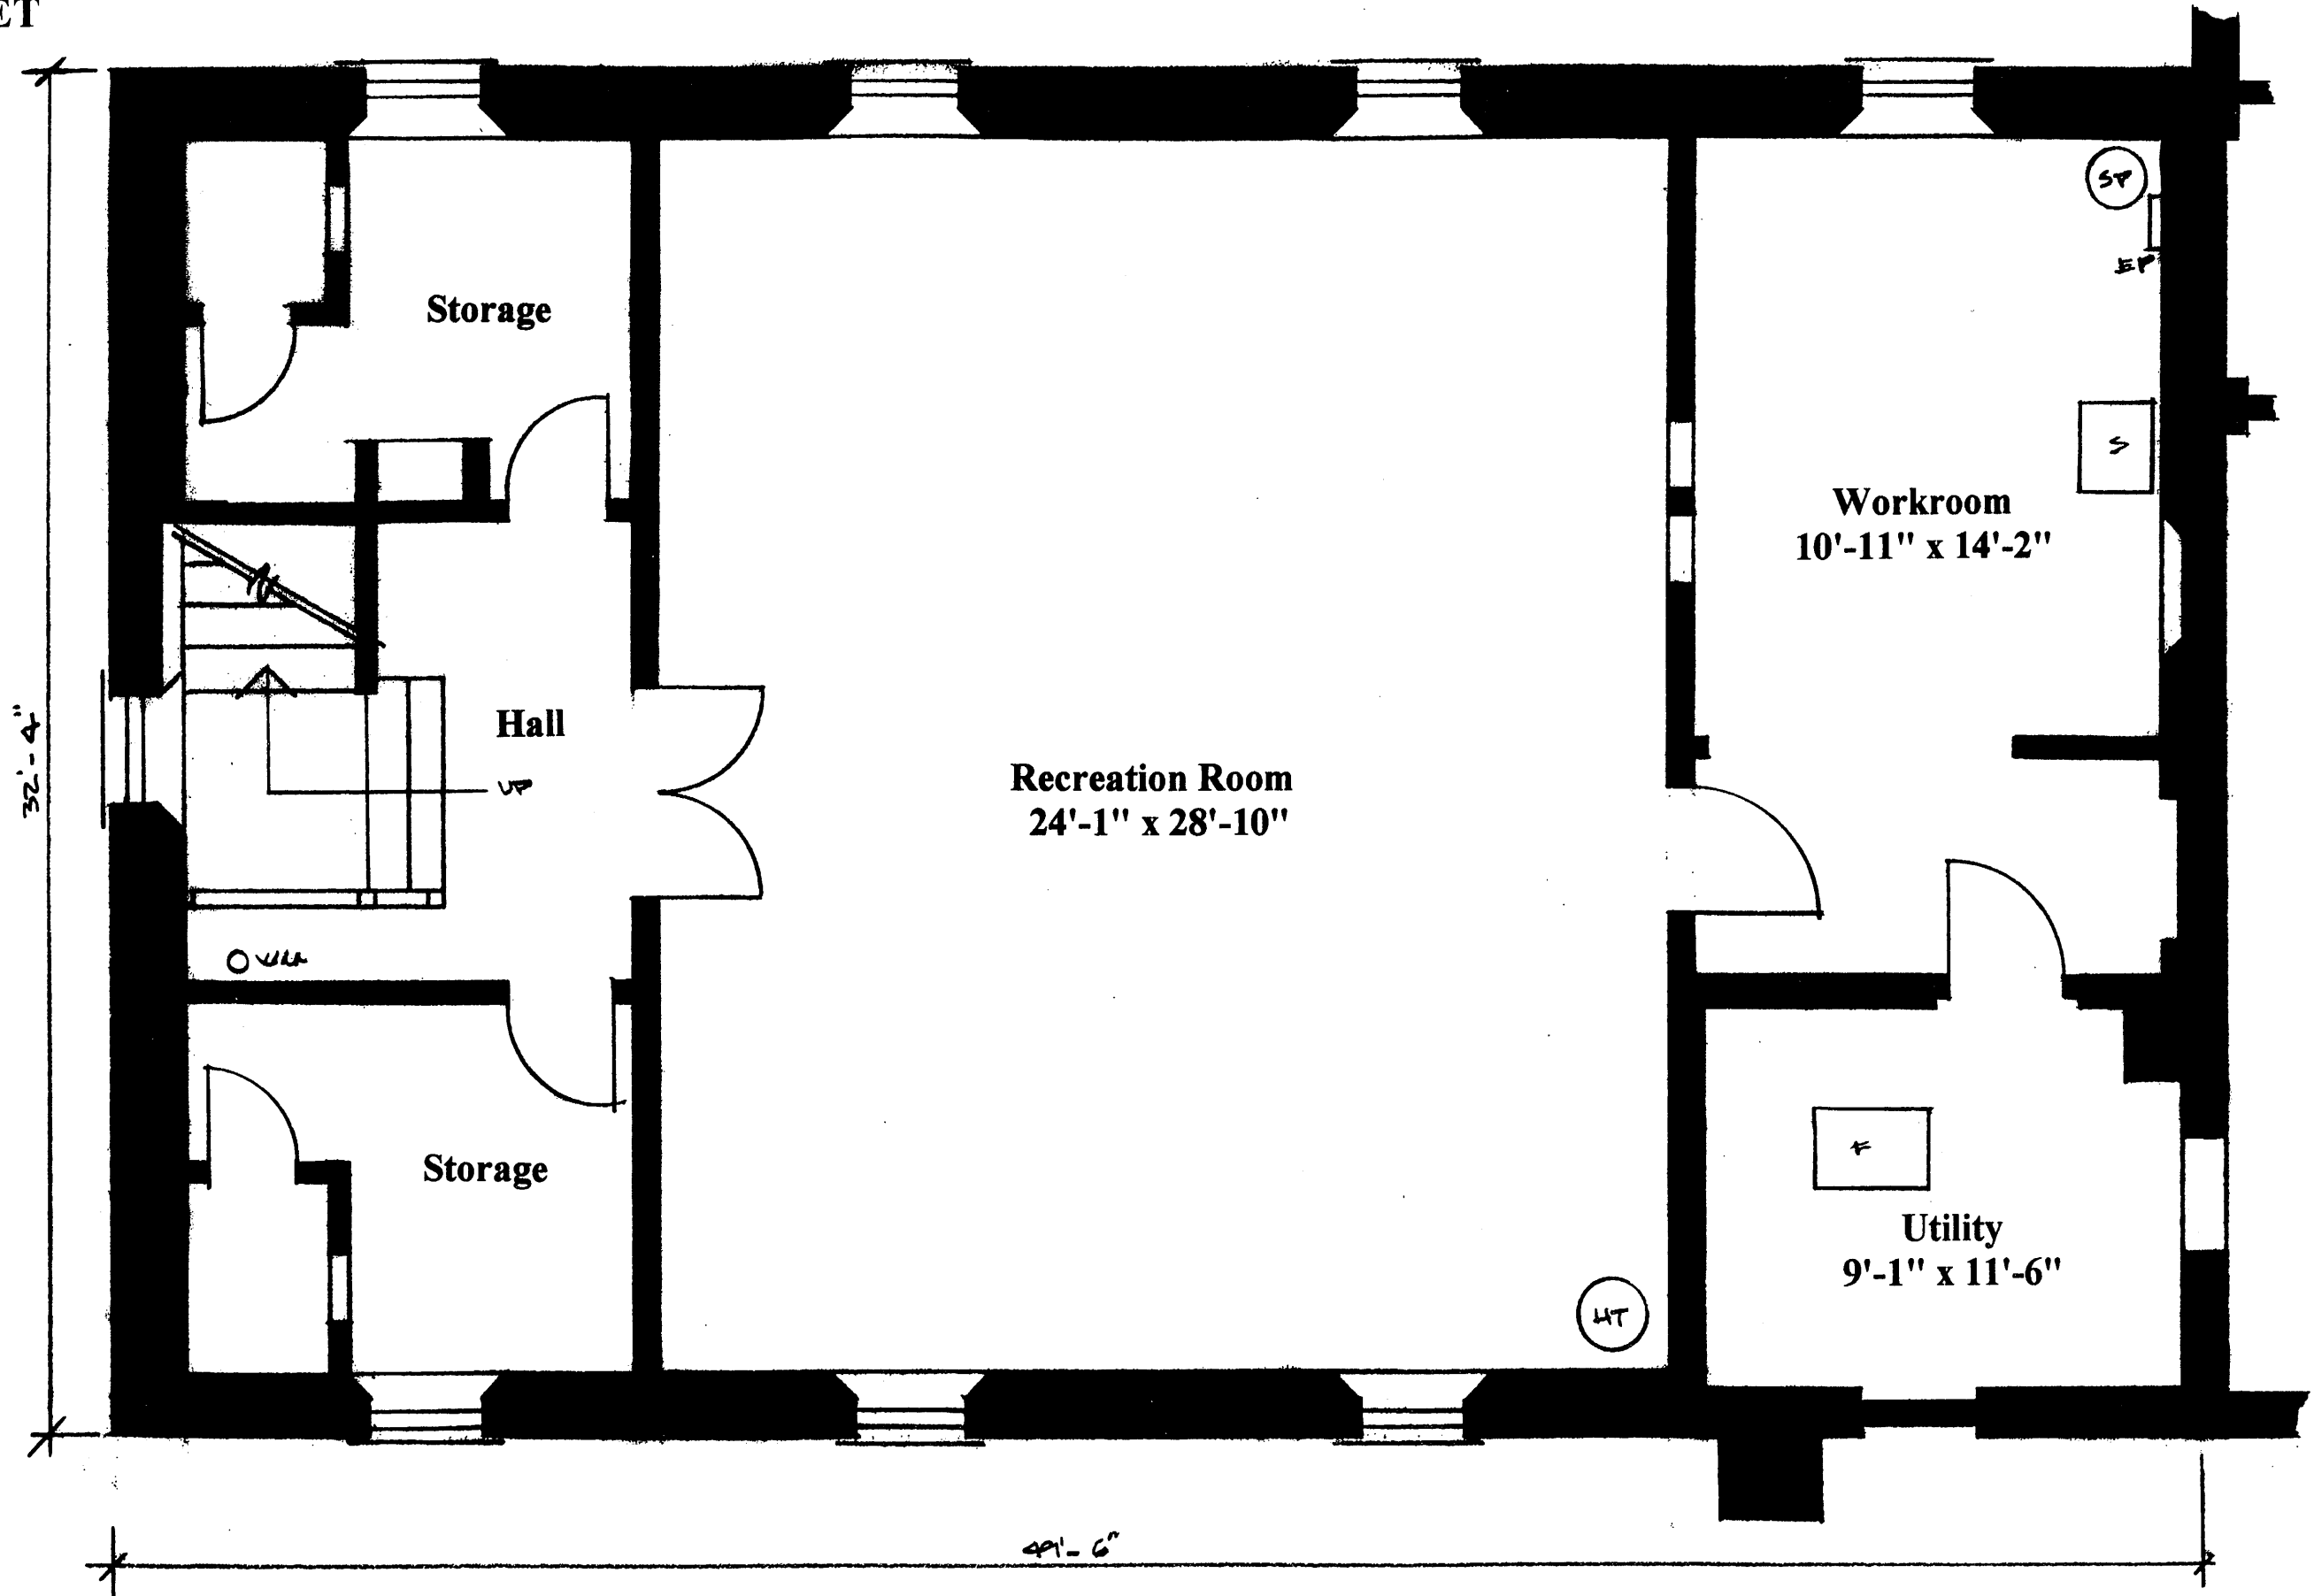 ET
SP
EP
Storage
S
Workroom
10'-11" x 14'-2"
Hall
UP
32'-4"
Recreation Room
24'-1" x 28'-10"
Storage
F
Utility
9'-1" x 11'-6"
HT
49'-6"